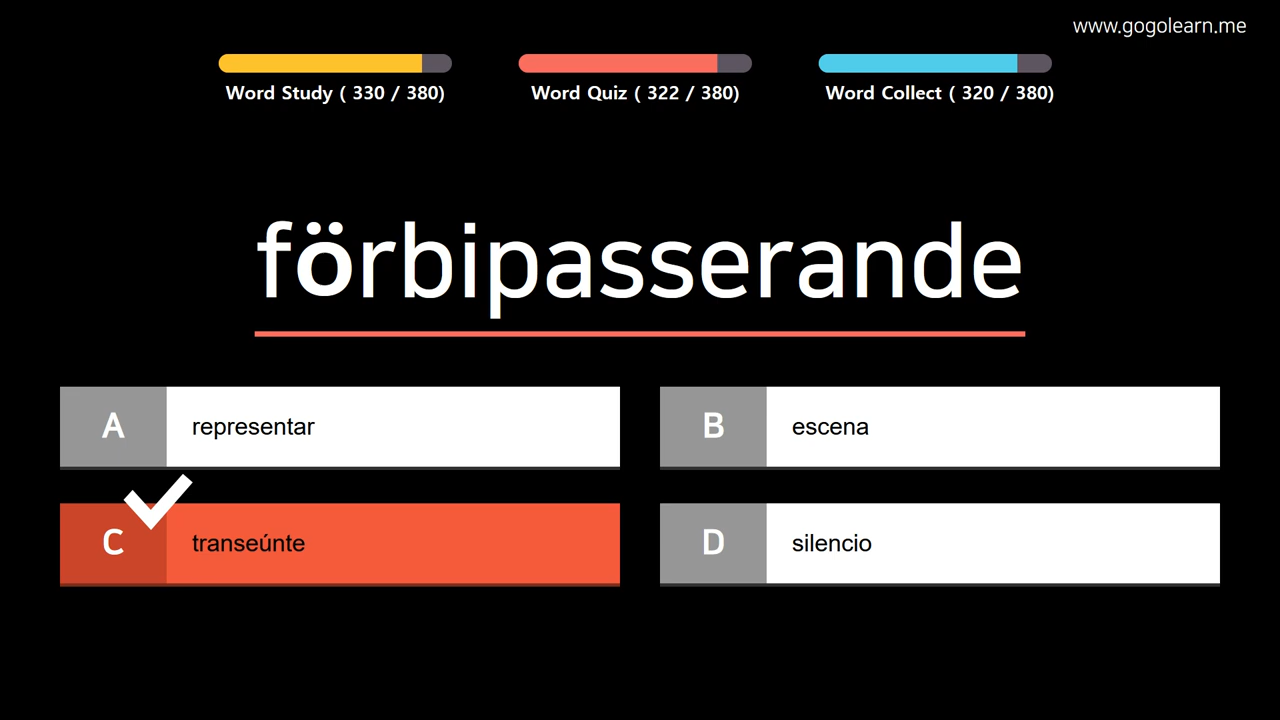 www.gogolearn.me
Word Study ( 330 / 380)
Word Quiz ( 322 / 380)
Word Collect ( 320 / 380)
förbipasserande
A
representar
B
escena
C
transeúnte
D
silencio